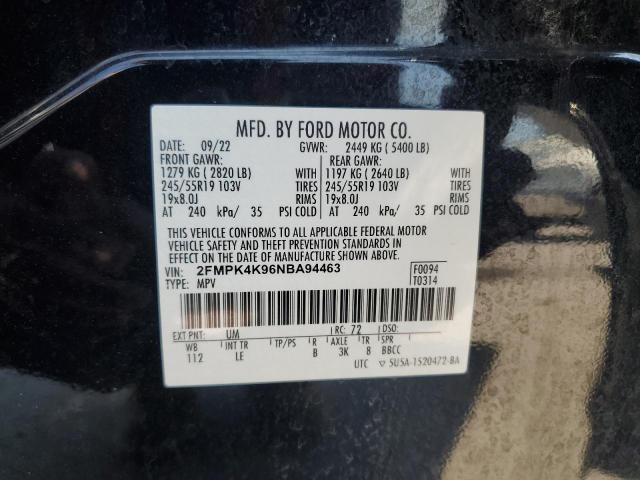 MFD. BY FORD MOTOR CO.
DATE: 09/22 GVWR: 2449 KG ( 5400 LB)
FRONT GAWR: REAR GAWR:
1279 KG ( 2820 LB) WITH 1197 KG ( 2640 LB) WITH
245/55R19 103V TIRES 245/55R19 103V TIRES
19x8.0J RIMS 19x8.0J RIMS
AT 240 kPa/ 35 PSI COLD AT 240 kPa/ 35 PSI COLD
THIS VEHICLE CONFORMS TO ALL APPLICABLE FEDERAL MOTOR
VEHICLE SAFETY AND THEFT PREVENTION STANDARDS IN
EFFECT ON THE DATE OF MANUFACTURE SHOWN ABOVE.
VIN: 2FMPK4K96NBA94463 F0094
TYPE: MPV T0314
EXT PNT: UM RC: 72 DSO:
WB INT TR TP/PS R AXLE TR SPR
112 LE B 3K 8 BBCC
UTC ▽ SU5A-1520472-BA